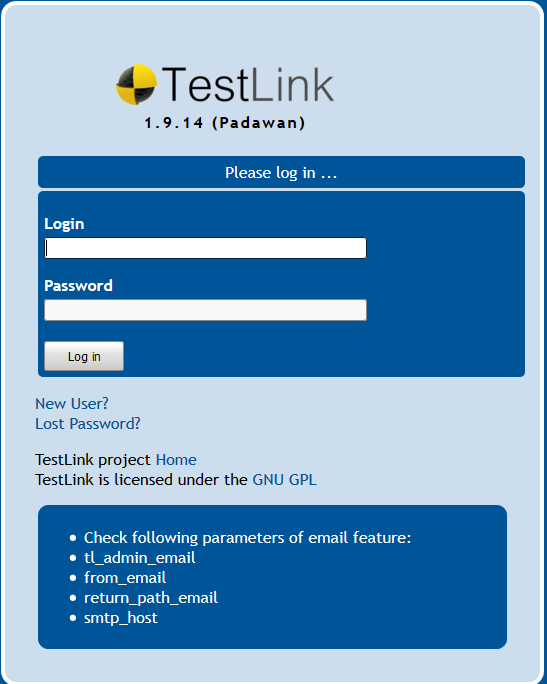 TestLink
1.9.14 (Padawan)
Please log in ...
Login
Password
Log in
New User?
Lost Password?
TestLink project Home
TestLink is licensed under the GNU GPL
• Check following parameters of email feature:
• tl_admin_email
• from_email
• return_path_email
• smtp_host